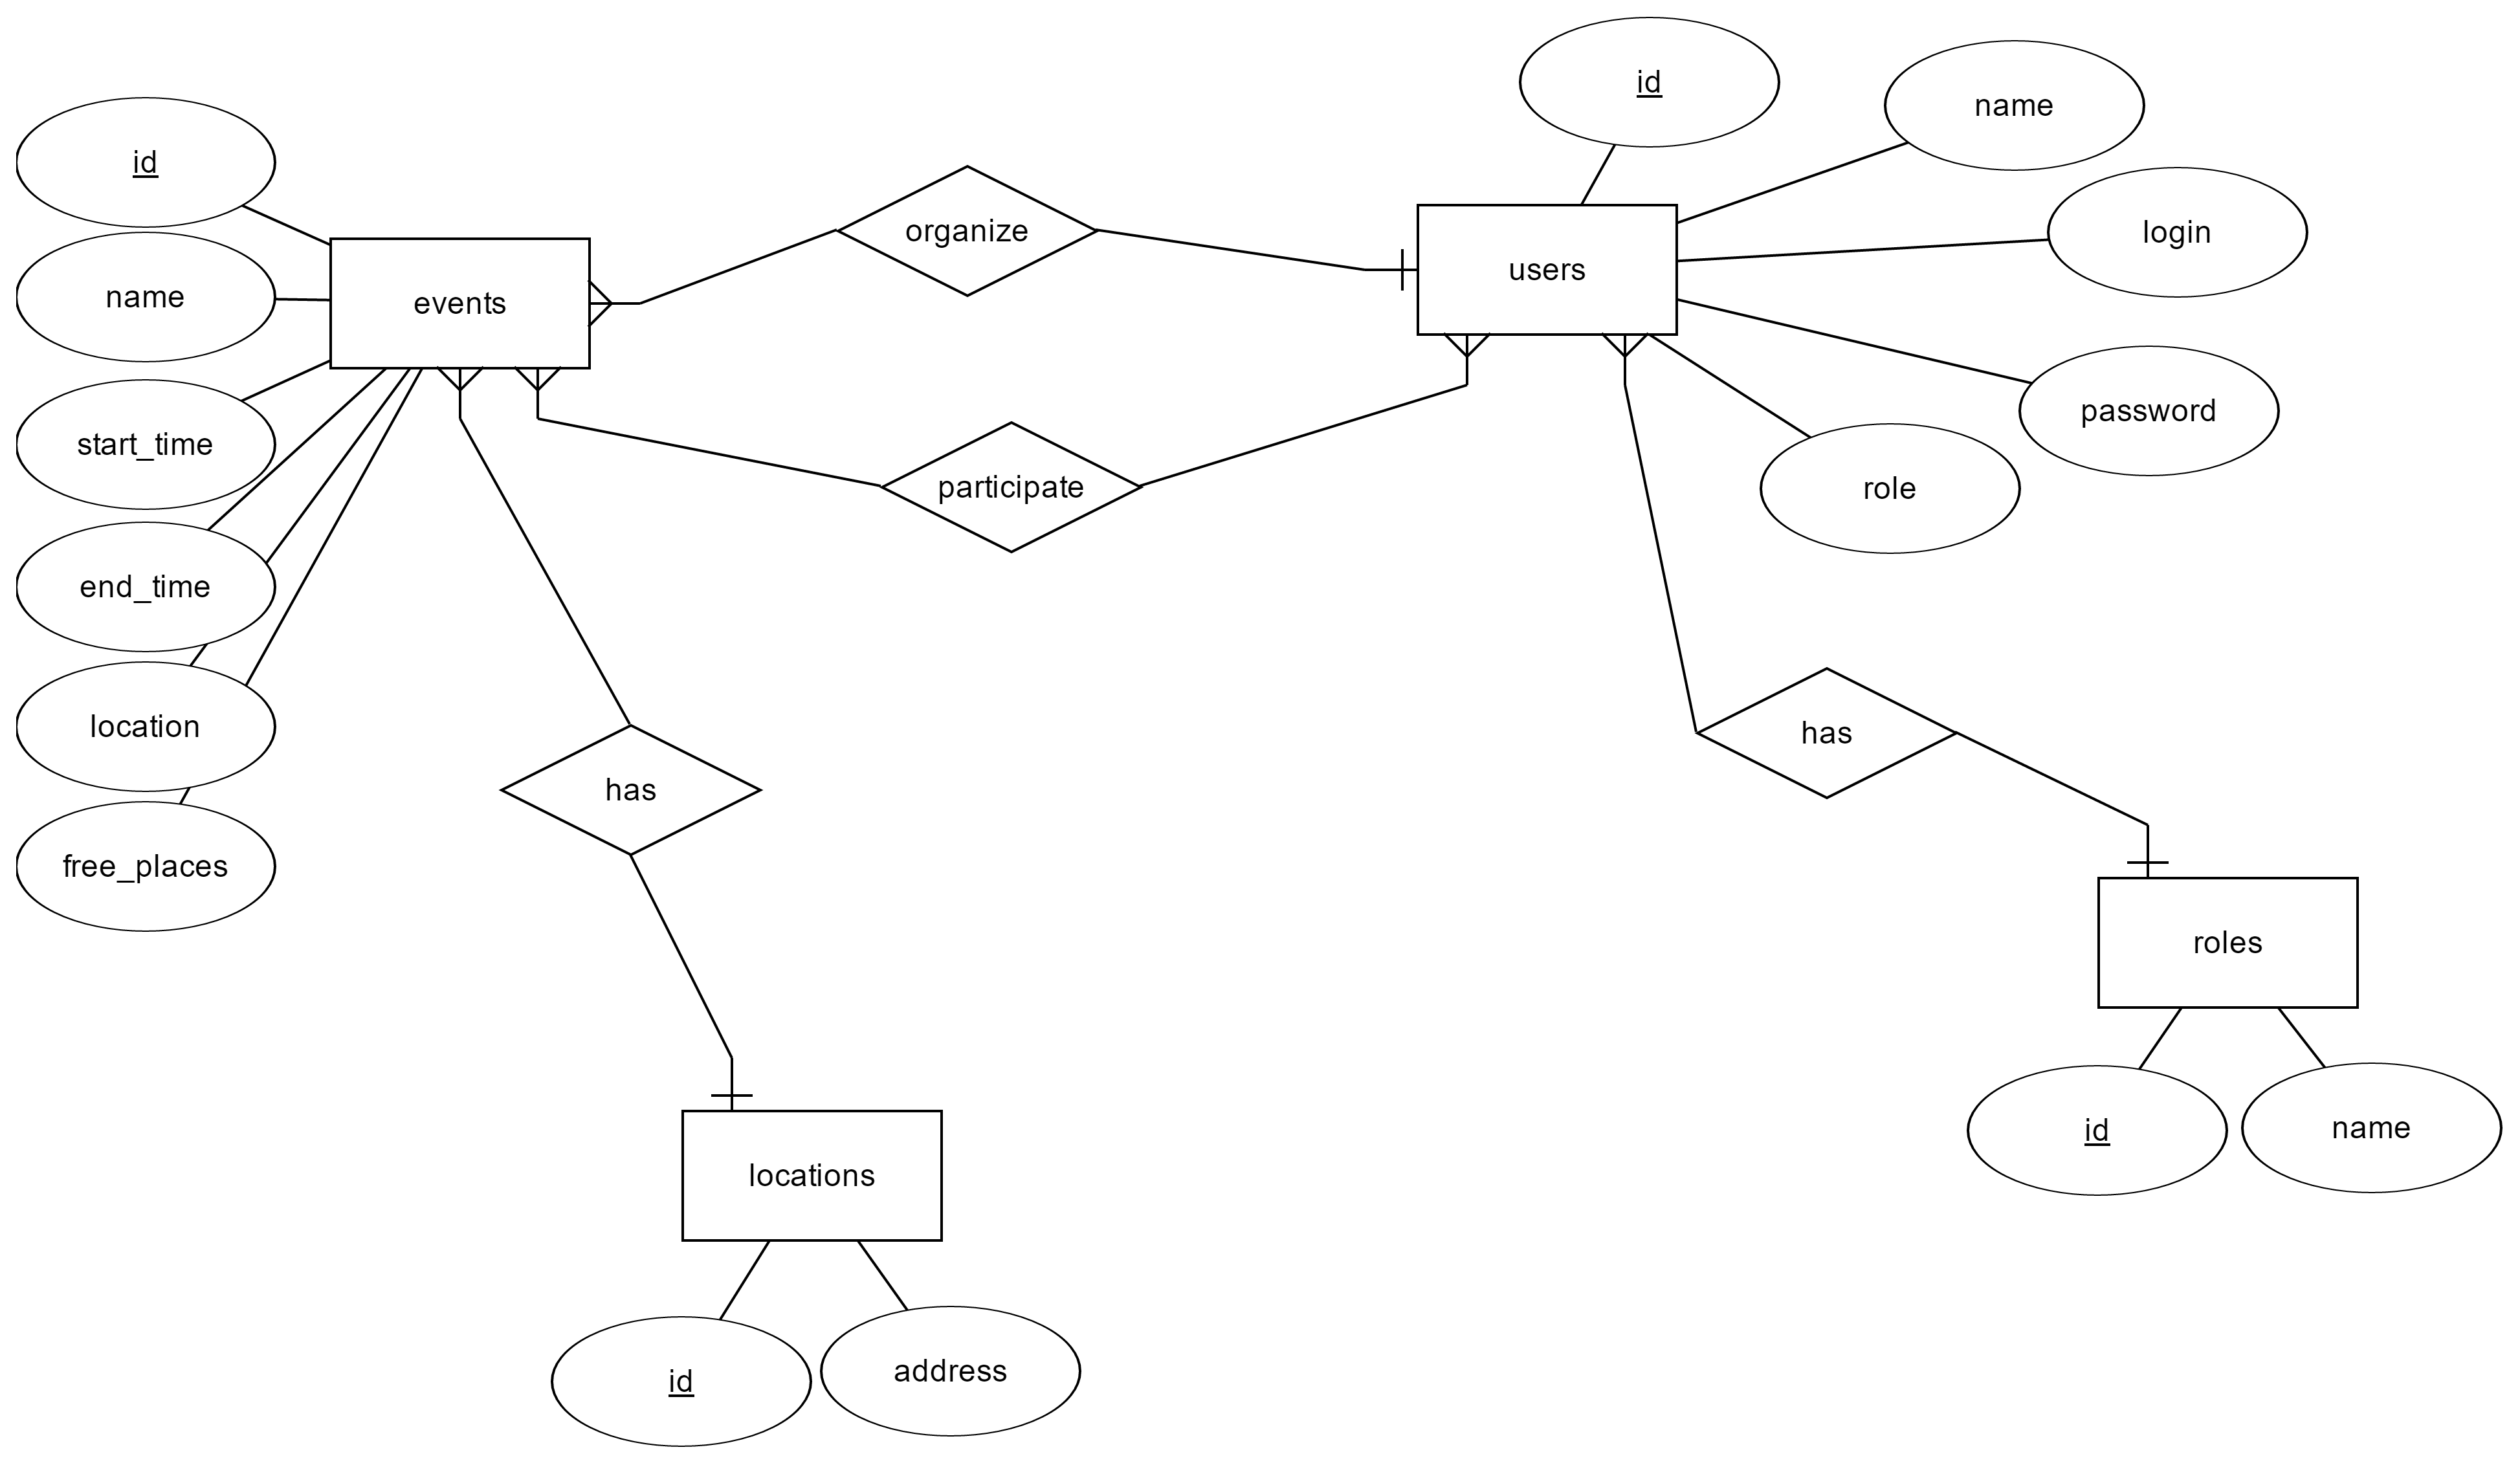 id
name
id
login
organize
users
name
events
start_time
password
participate
role
end_time
location
has
has
free_places
roles
id
name
locations
id
address